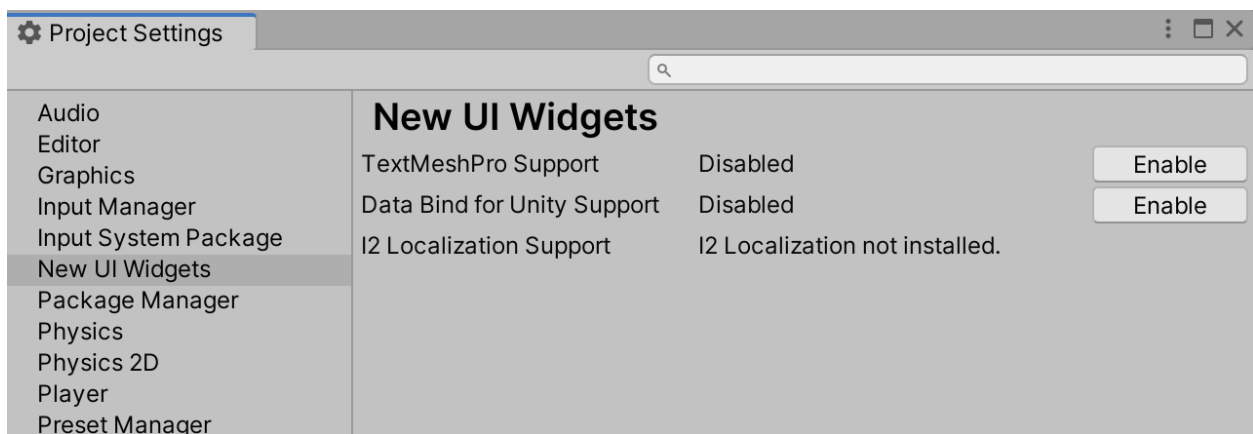 Project Settings
Audio
Editor
Graphics
Input Manager
Input System Package
New UI Widgets
Package Manager
Physics
Physics 2D
Player
Preset Manager
New UI Widgets
TextMeshPro Support Disabled Enable
Data Bind for Unity Support Disabled Enable
I2 Localization Support I2 Localization not installed.